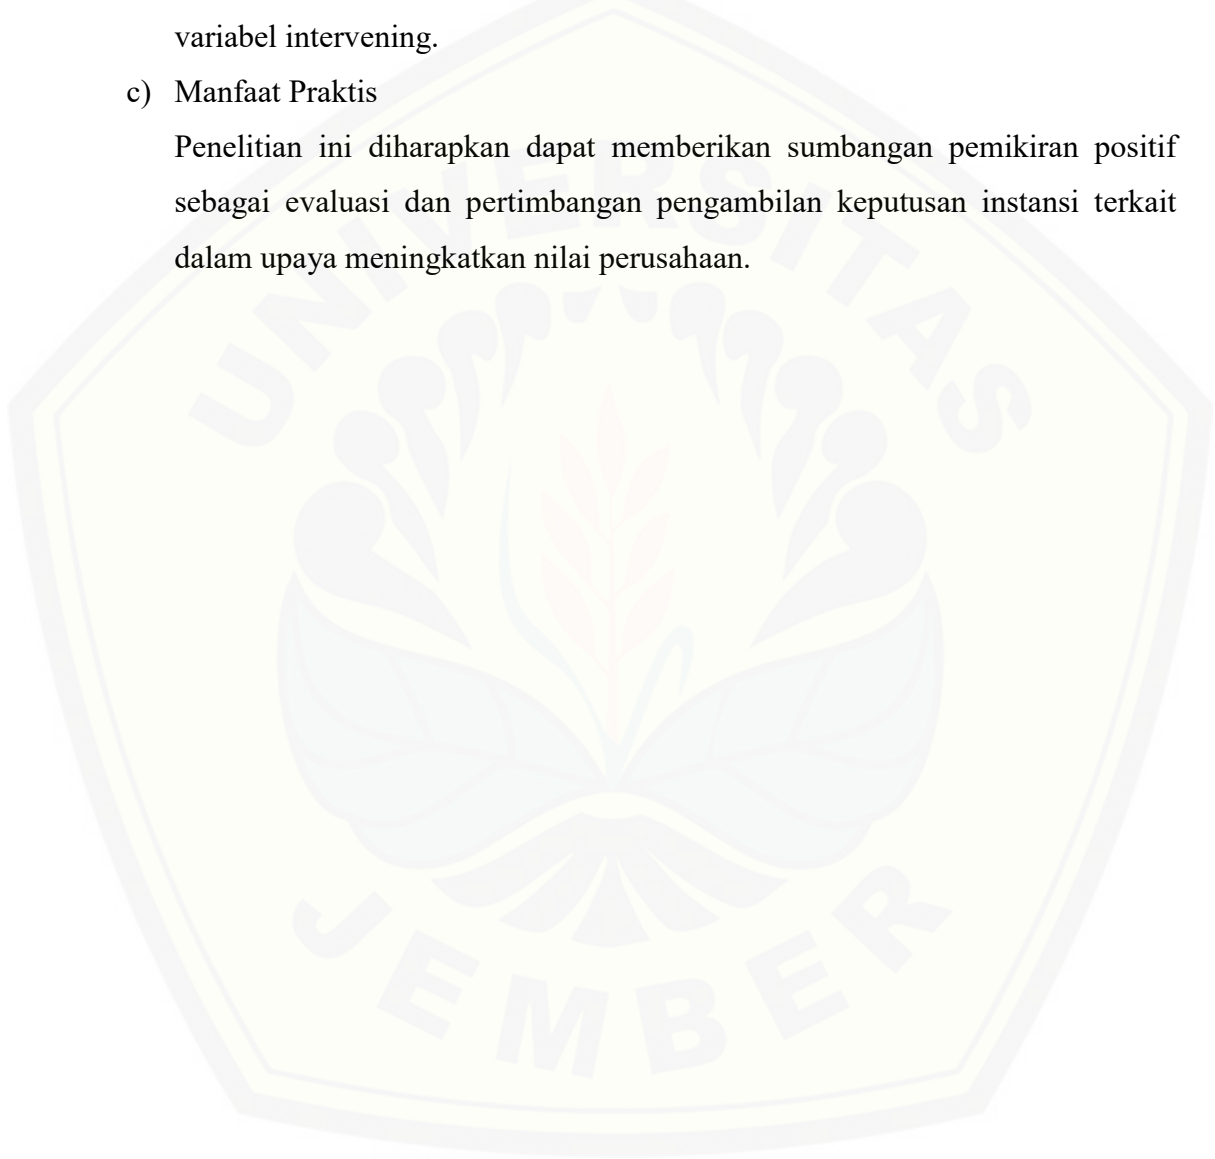 variabel intervening.
c) Manfaat Praktis
Penelitian ini diharapkan dapat memberikan sumbangan pemikiran positif
sebagai evaluasi dan pertimbangan pengambilan keputusan instansi terkait
dalam upaya meningkatkan nilai perusahaan.
UNIVERSITAS
JEMBER